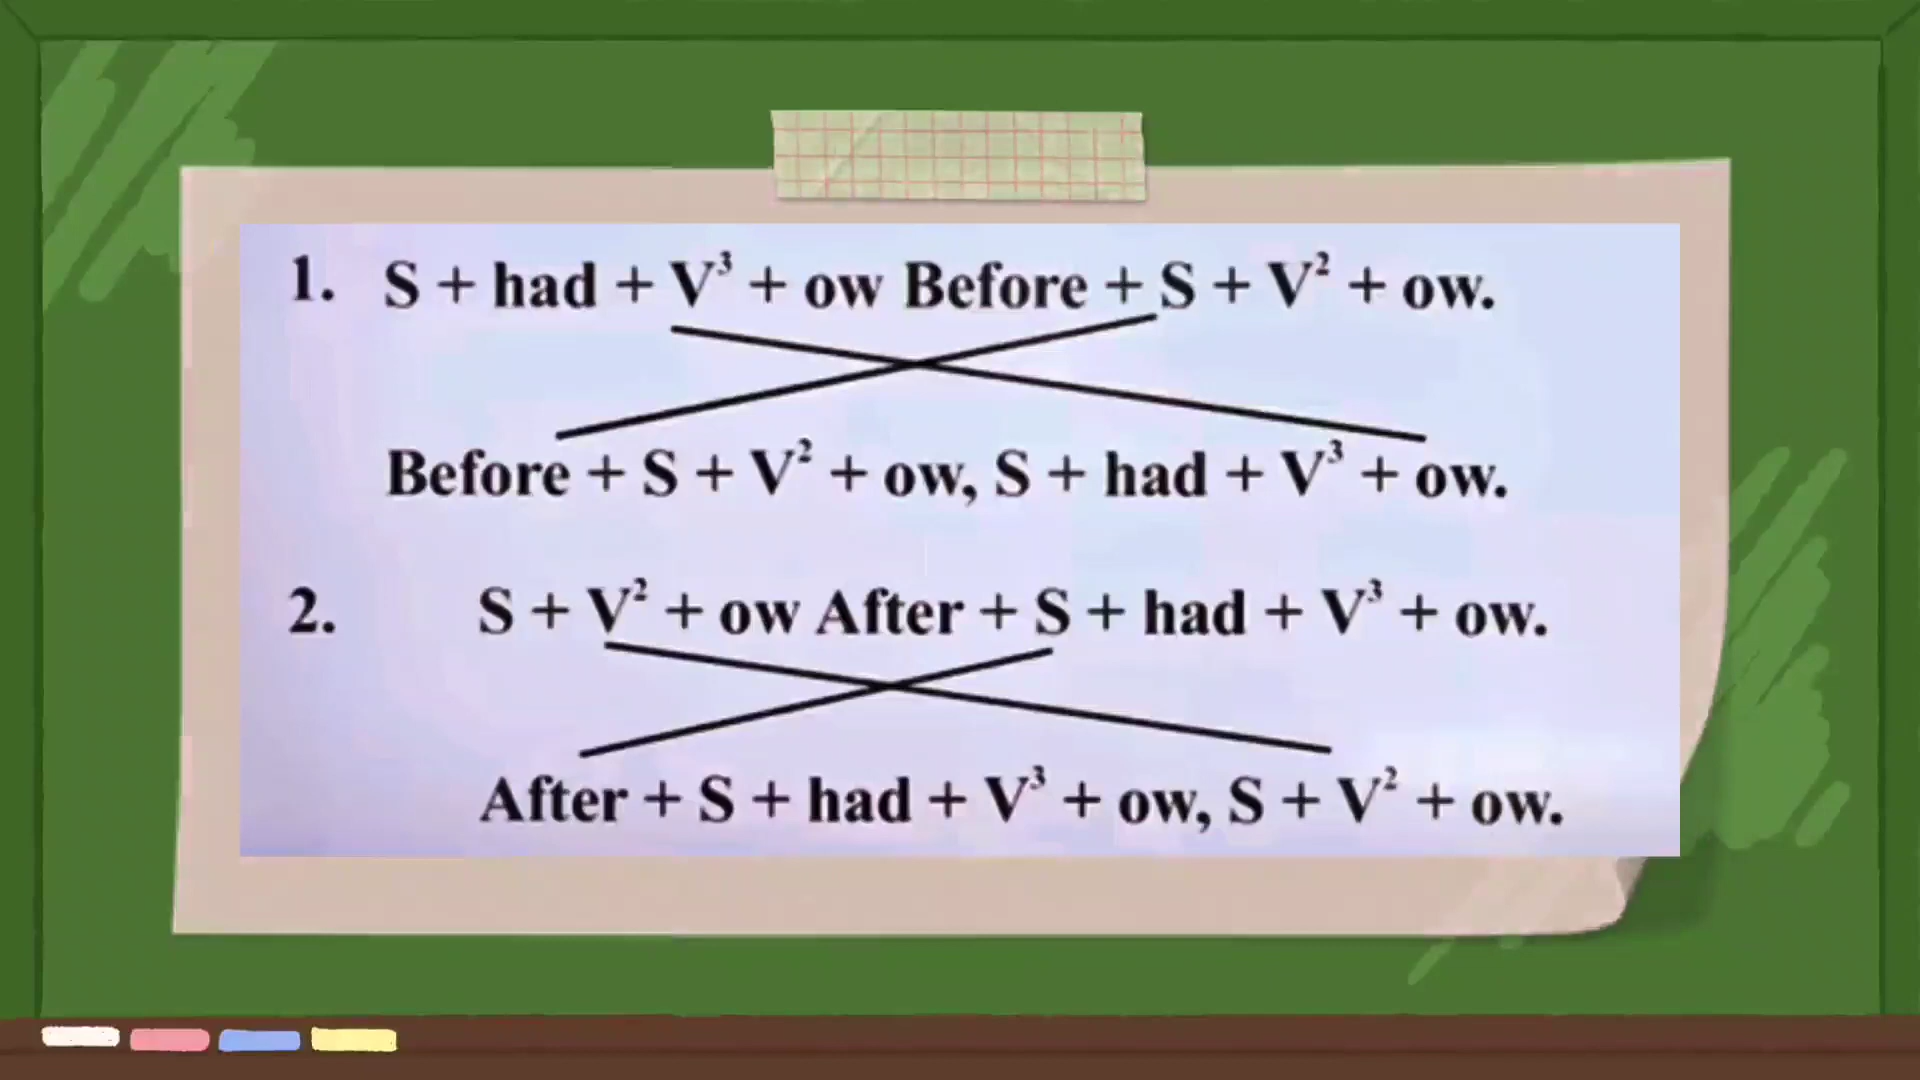 1. S + had + V³ + ow Before + S + V² + ow.
Before + S + V² + ow, S + had + V³ + ow.
2. S + V² + ow After + S + had + V³ + ow.
After + S + had + V³ + ow, S + V² + ow.